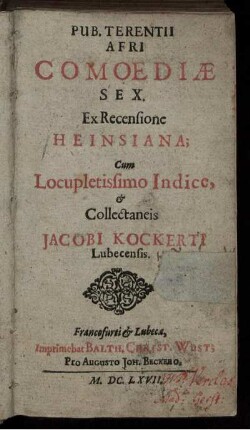 PUB. TERENTII
AFRI
COMOEDIÆ
SEX.
Ex Recensione
HEINSIANA;
Cum
Locupletissimo Indice,
&
Collectaneis
JACOBI KOCKERTI
Lubecensis.
Francofurti & Lubecæ,
Imprimebat BALTH. CHRIST. WUST;
Pro AUGUSTO JOH. BECKERO,
M. DC. LXVII